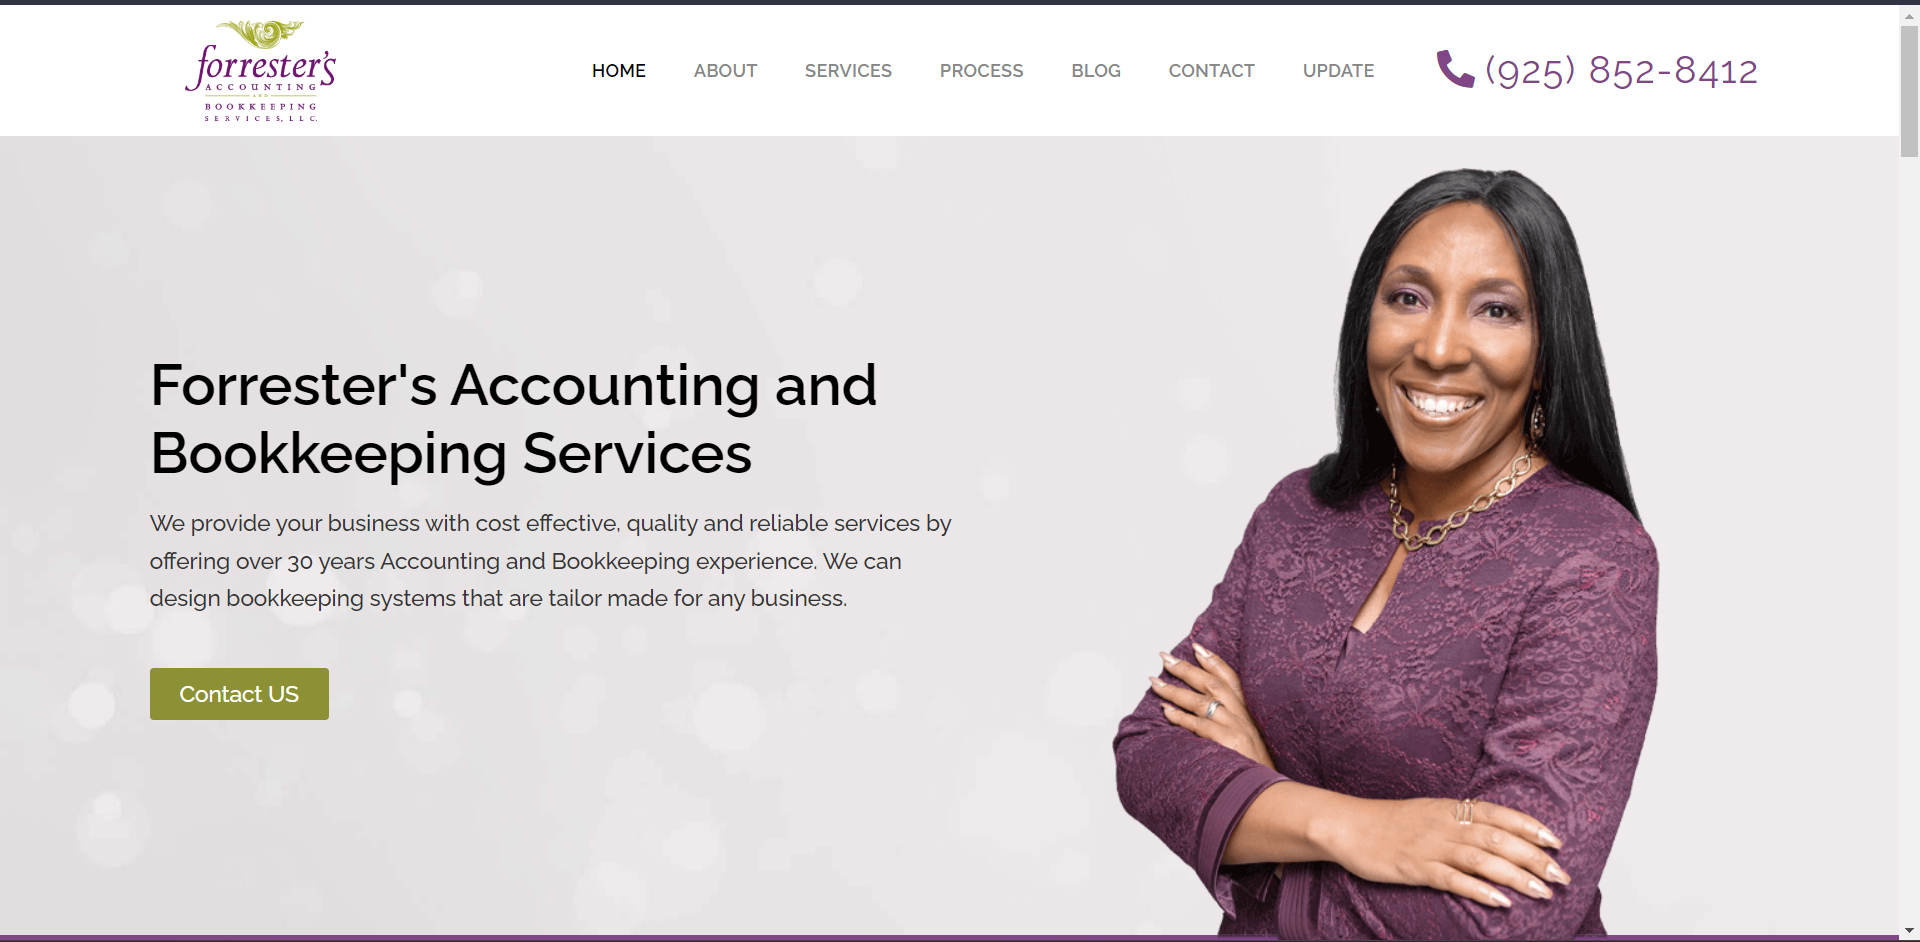 forrester's
ACCOUNTING
AND
BOOKKEEPING
SERVICES, LLC.
HOME
ABOUT
SERVICES
PROCESS
BLOG
CONTACT
UPDATE
(925) 852-8412
Forrester's Accounting and
Bookkeeping Services
We provide your business with cost effective, quality and reliable services by
offering over 30 years Accounting and Bookkeeping experience. We can
design bookkeeping systems that are tailor made for any business.
Contact US